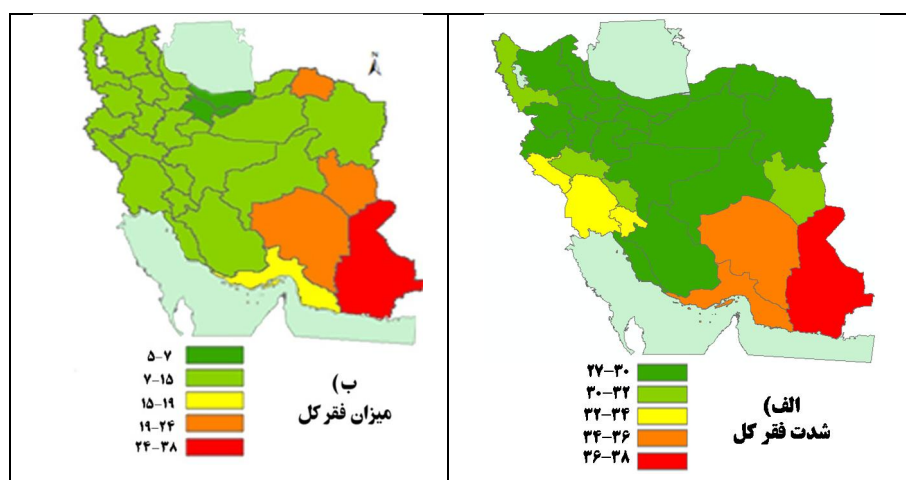 الف)
شدت فقر کل
۲۷-۳۰
۳۰-۳۲
۳۲-۳۴
۳۴-۳۶
۳۶-۳۸
N
ب)
میزان فقر کل
۵-۷
۷-۱۵
۱۵-۱۹
۱۹-۲۴
۲۴-۳۸